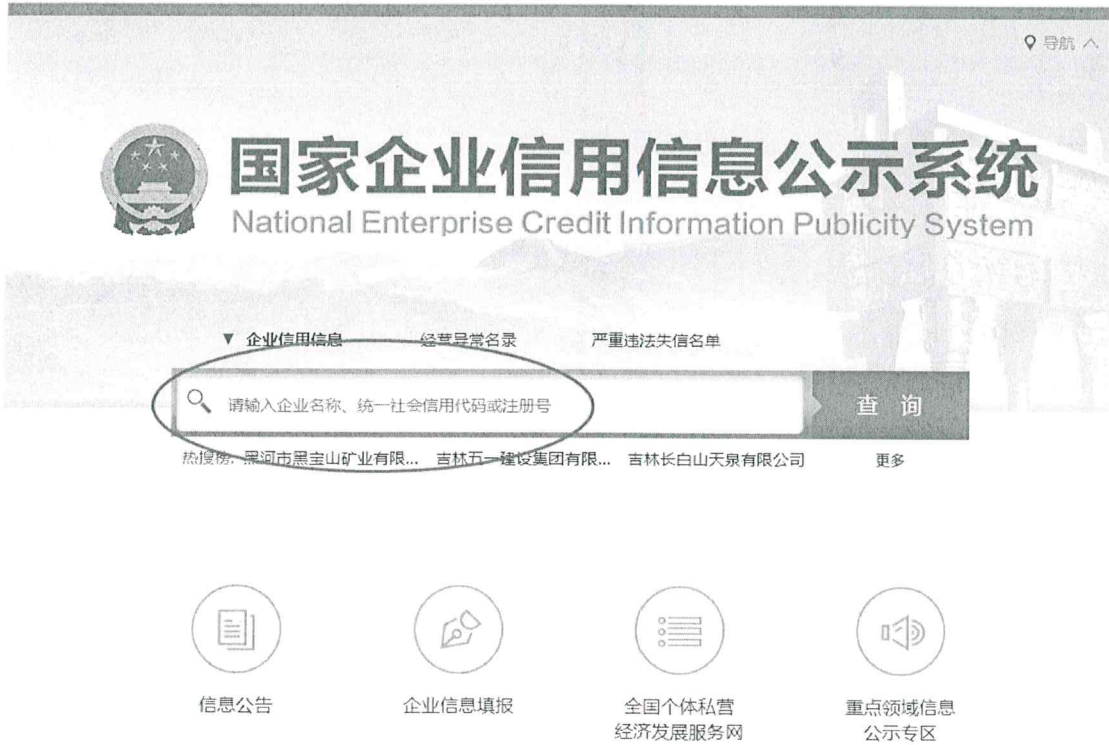 导航
国家企业信用信息公示系统
National Enterprise Credit Information Publicity System
企业信用信息 经营异常名录 严重违法失信名单
请输入企业名称、统一社会信用代码或注册号
查 询
热搜榜: 黑河市黑宝山矿业有限... 吉林五一建设集团有限... 吉林长白山天泉有限公司 更多
信息公告 企业信息填报 全国个体私营 重点领域信息
经济发展服务网 公示专区